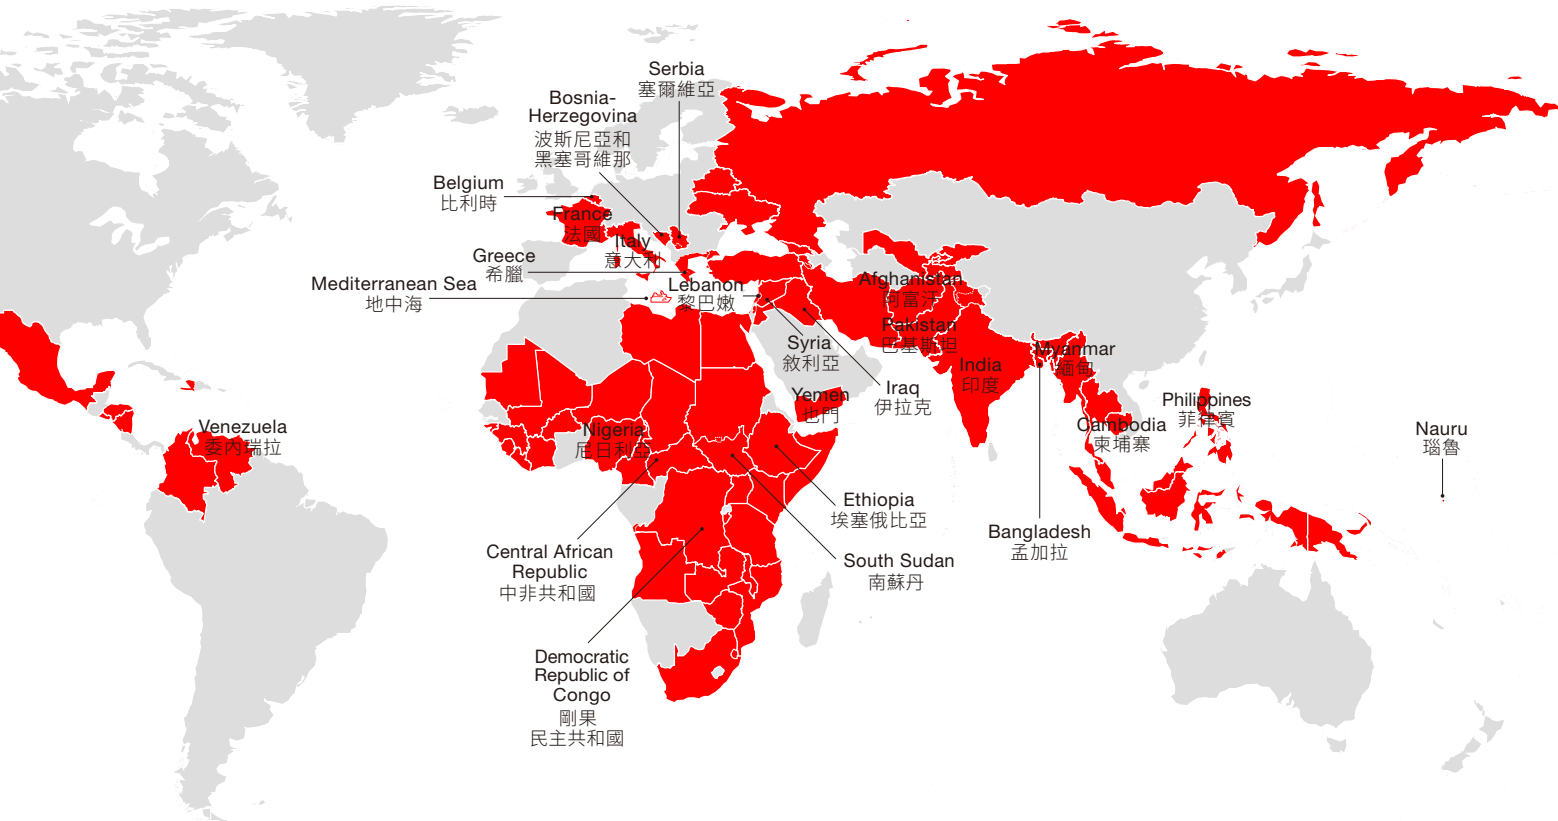 Serbia
塞爾維亞
Bosnia-
Herzegovina
波斯尼亞和
黑塞哥維那
Belgium
比利時
France
法國
Italy
意大利
Greece
希臘
Mediterranean Sea
地中海
Lebanon
黎巴嫩
Afghanistan
阿富汗
Pakistan
巴基斯坦
Syria
敘利亞
Iraq
伊拉克
Yemen
也門
India
印度
Myanmar
緬甸
Philippines
菲律賓
Cambodia
柬埔寨
Nauru
瑙魯
Venezuela
委內瑞拉
Nigeria
尼日利亞
Ethiopia
埃塞俄比亞
Bangladesh
孟加拉
Central African
Republic
中非共和國
South Sudan
南蘇丹
Democratic
Republic of
Congo
剛果
民主共和國